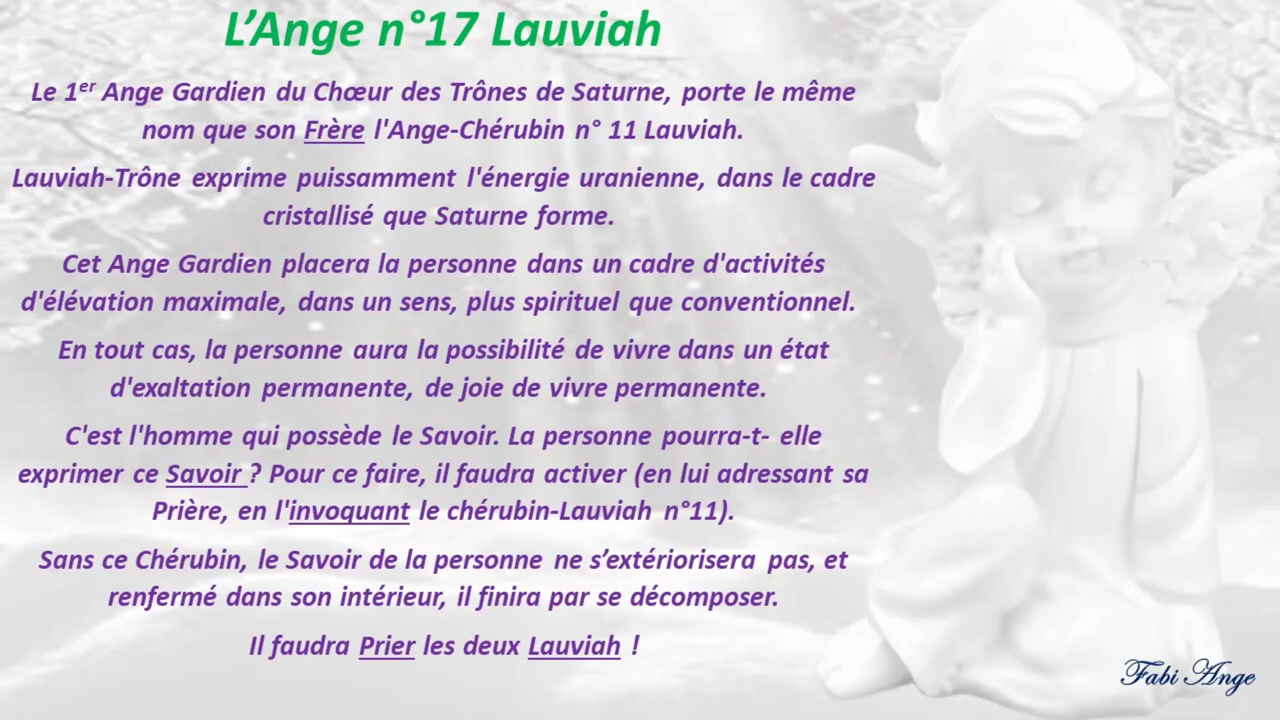 L’Ange n°17 Lauviah
Le 1er Ange Gardien du Chœur des Trônes de Saturne, porte le même
nom que son Frère l'Ange-Chérubin n° 11 Lauviah.
Lauviah-Trône exprime puissamment l'énergie uranienne, dans le cadre
cristallisé que Saturne forme.
Cet Ange Gardien placera la personne dans un cadre d'activités
d'élévation maximale, dans un sens, plus spirituel que conventionnel.
En tout cas, la personne aura la possibilité de vivre dans un état
d'exaltation permanente, de joie de vivre permanente.
C'est l'homme qui possède le Savoir. La personne pourra-t- elle
exprimer ce Savoir ? Pour ce faire, il faudra activer (en lui adressant sa
Prière, en l'invoquant le chérubin-Lauviah n°11).
Sans ce Chérubin, le Savoir de la personne ne s’extériorisera pas, et
renfermé dans son intérieur, il finira par se décomposer.
Il faudra Prier les deux Lauviah !
Fabi Ange